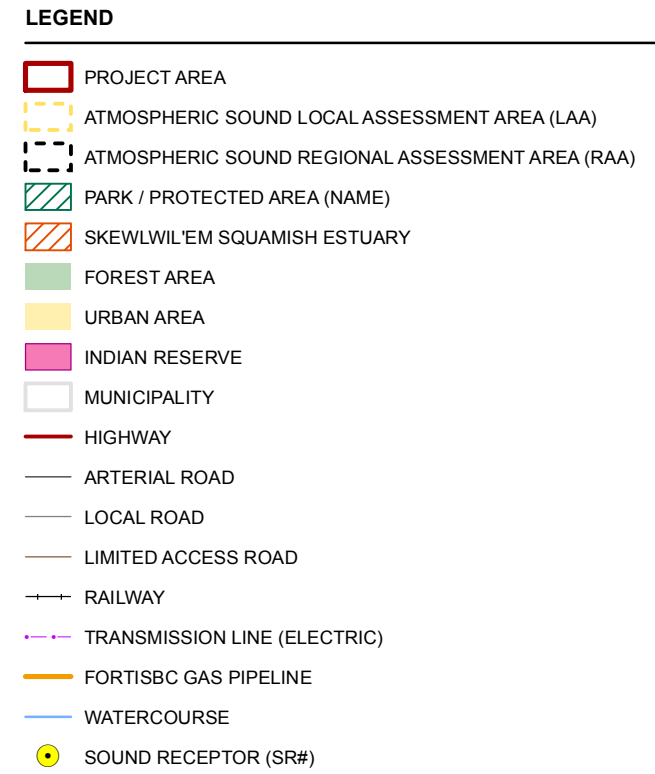 LEGEND
PROJECT AREA
ATMOSPHERIC SOUND LOCAL ASSESSMENT AREA (LAA)
ATMOSPHERIC SOUND REGIONAL ASSESSMENT AREA (RAA)
PARK / PROTECTED AREA (NAME)
SKEWLWIL'EM SQUAMISH ESTUARY
FOREST AREA
URBAN AREA
INDIAN RESERVE
MUNICIPALITY
HIGHWAY
ARTERIAL ROAD
LOCAL ROAD
LIMITED ACCESS ROAD
RAILWAY
TRANSMISSION LINE (ELECTRIC)
FORTISBC GAS PIPELINE
WATERCOURSE
SOUND RECEPTOR (SR#)